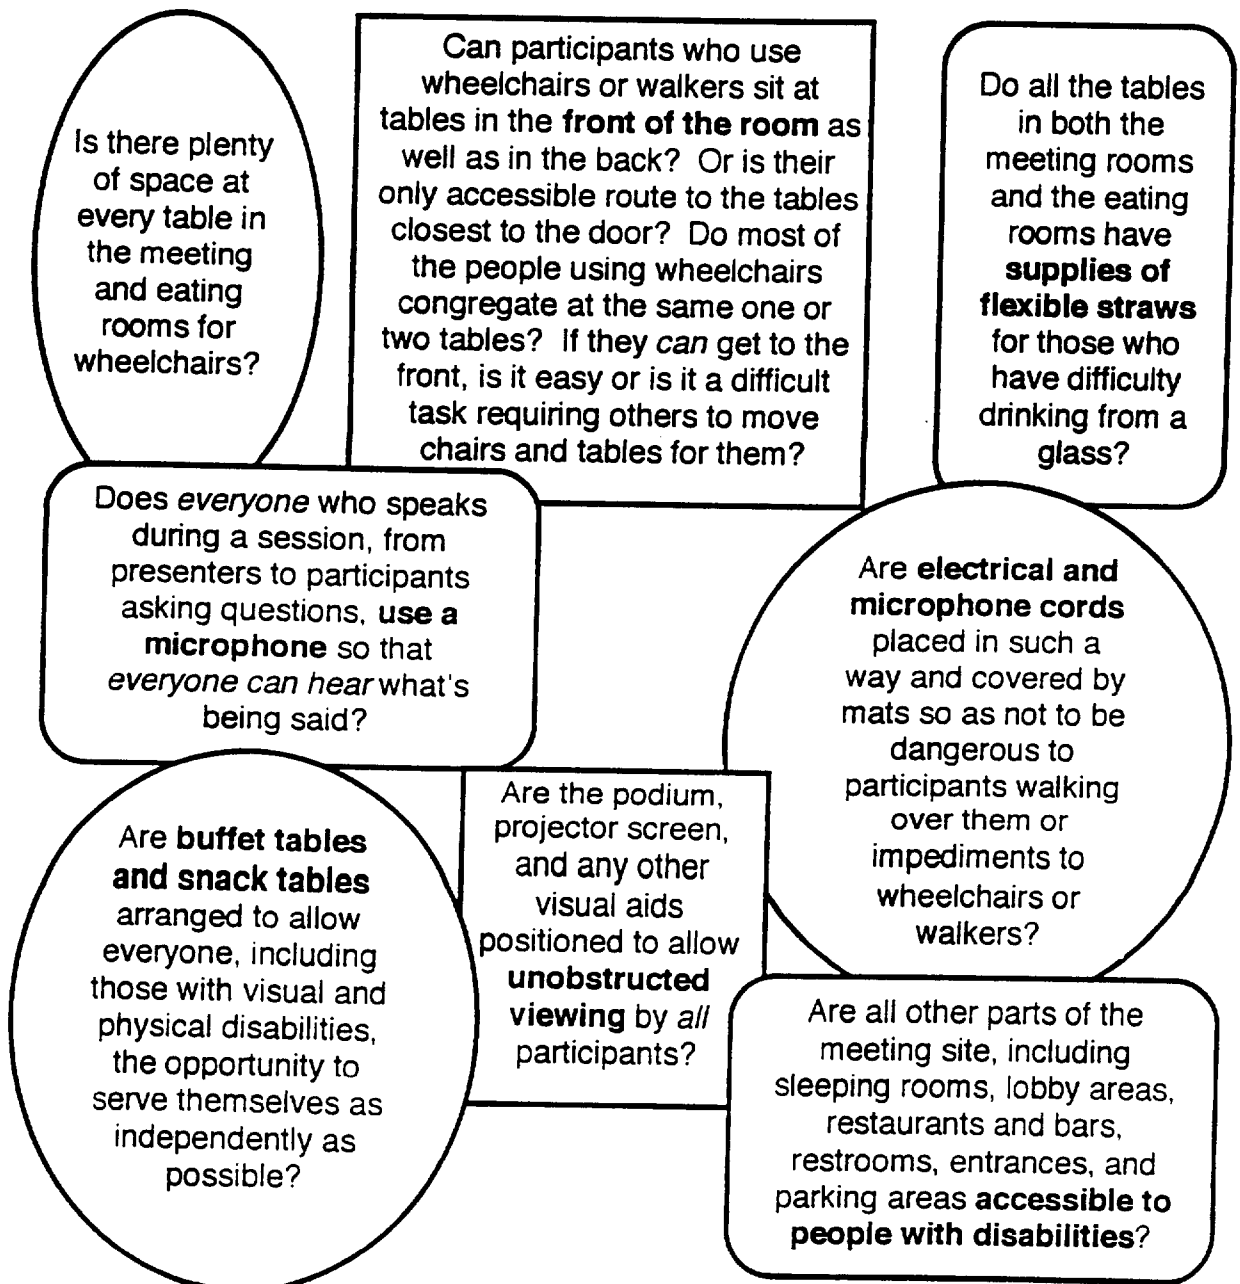 Is there plenty
of space at
every table in
the meeting
and eating
rooms for
wheelchairs?
Can participants who use
wheelchairs or walkers sit at
tables in the front of the room as
well as in the back? Or is their
only accessible route to the tables
closest to the door? Do most of
the people using wheelchairs
congregate at the same one or
two tables? If they can get to the
front, is it easy or is it a difficult
task requiring others to move
chairs and tables for them?
Do all the tables
in both the
meeting rooms
and the eating
rooms have
supplies of
flexible straws
for those who
have difficulty
drinking from a
glass?
Does everyone who speaks
during a session, from
presenters to participants
asking questions, use a
microphone so that
everyone can hear what's
being said?
Are electrical and
microphone cords
placed in such a
way and covered by
mats so as not to be
dangerous to
participants walking
over them or
impediments to
wheelchairs or
walkers?
Are buffet tables
and snack tables
arranged to allow
everyone, including
those with visual and
physical disabilities,
the opportunity to
serve themselves as
independently as
possible?
Are the podium,
projector screen,
and any other
visual aids
positioned to allow
unobstructed
viewing by all
participants?
Are all other parts of the
meeting site, including
sleeping rooms, lobby areas,
restaurants and bars,
restrooms, entrances, and
parking areas accessible to
people with disabilities?